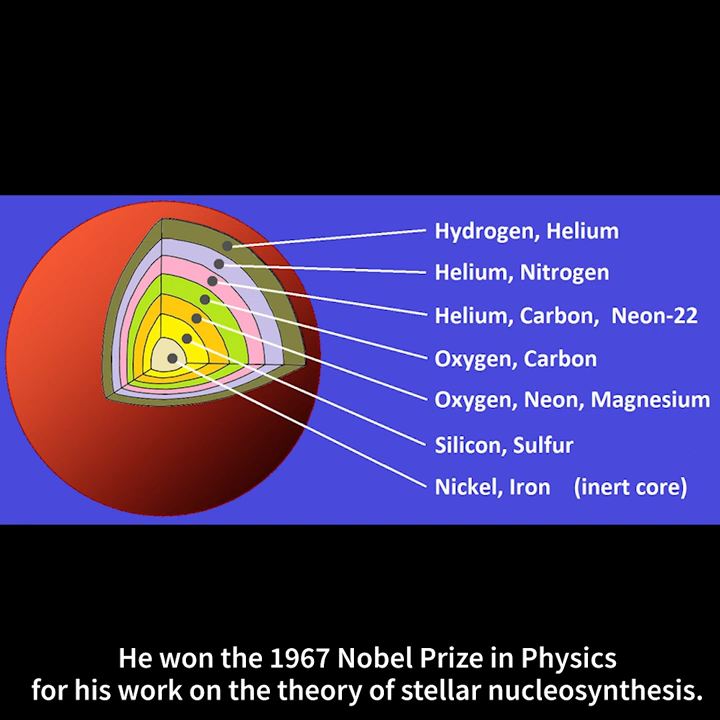 Hydrogen, Helium
Helium, Nitrogen
Helium, Carbon, Neon-22
Oxygen, Carbon
Oxygen, Neon, Magnesium
Silicon, Sulfur
Nickel, Iron (inert core)
He won the 1967 Nobel Prize in Physics
for his work on the theory of stellar nucleosynthesis.